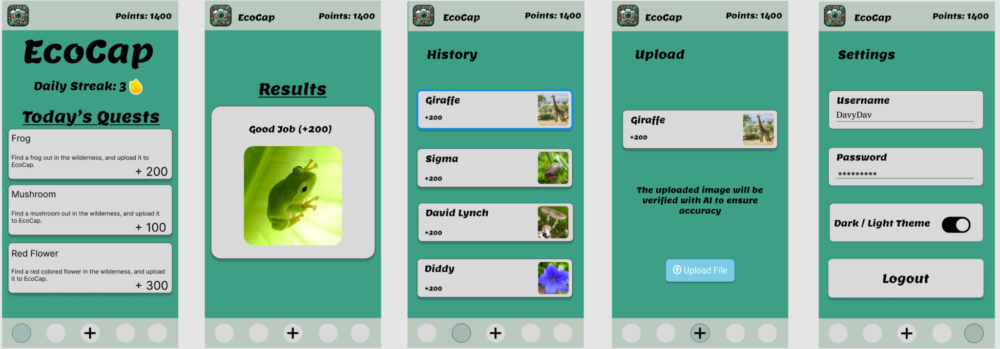 Points: 1400
EcoCap
Daily Streak: 3
Today's Quests
Frog
Find a frog out in the wilderness, and upload it to
EcoCap.
+ 200
Mushroom
Find a mushroom out in the wilderness, and upload it
to EcoCap.
+ 100
Red Flower
Find a red colored flower in the wilderness, and upload
it to EcoCap.
+ 300
+
EcoCap
Points: 1400
Results
Good Job (+200)
+
EcoCap
Points: 1400
History
Giraffe
+200
Sigma
+200
David Lynch
+200
Diddy
+200
+
EcoCap
Points: 1400
Upload
Giraffe
+200
The uploaded image will be
verified with AI to ensure
accuracy
Upload File
+
EcoCap
Points: 1400
Settings
Username
DavyDav
Password
*********
Dark / Light Theme
Logout
+